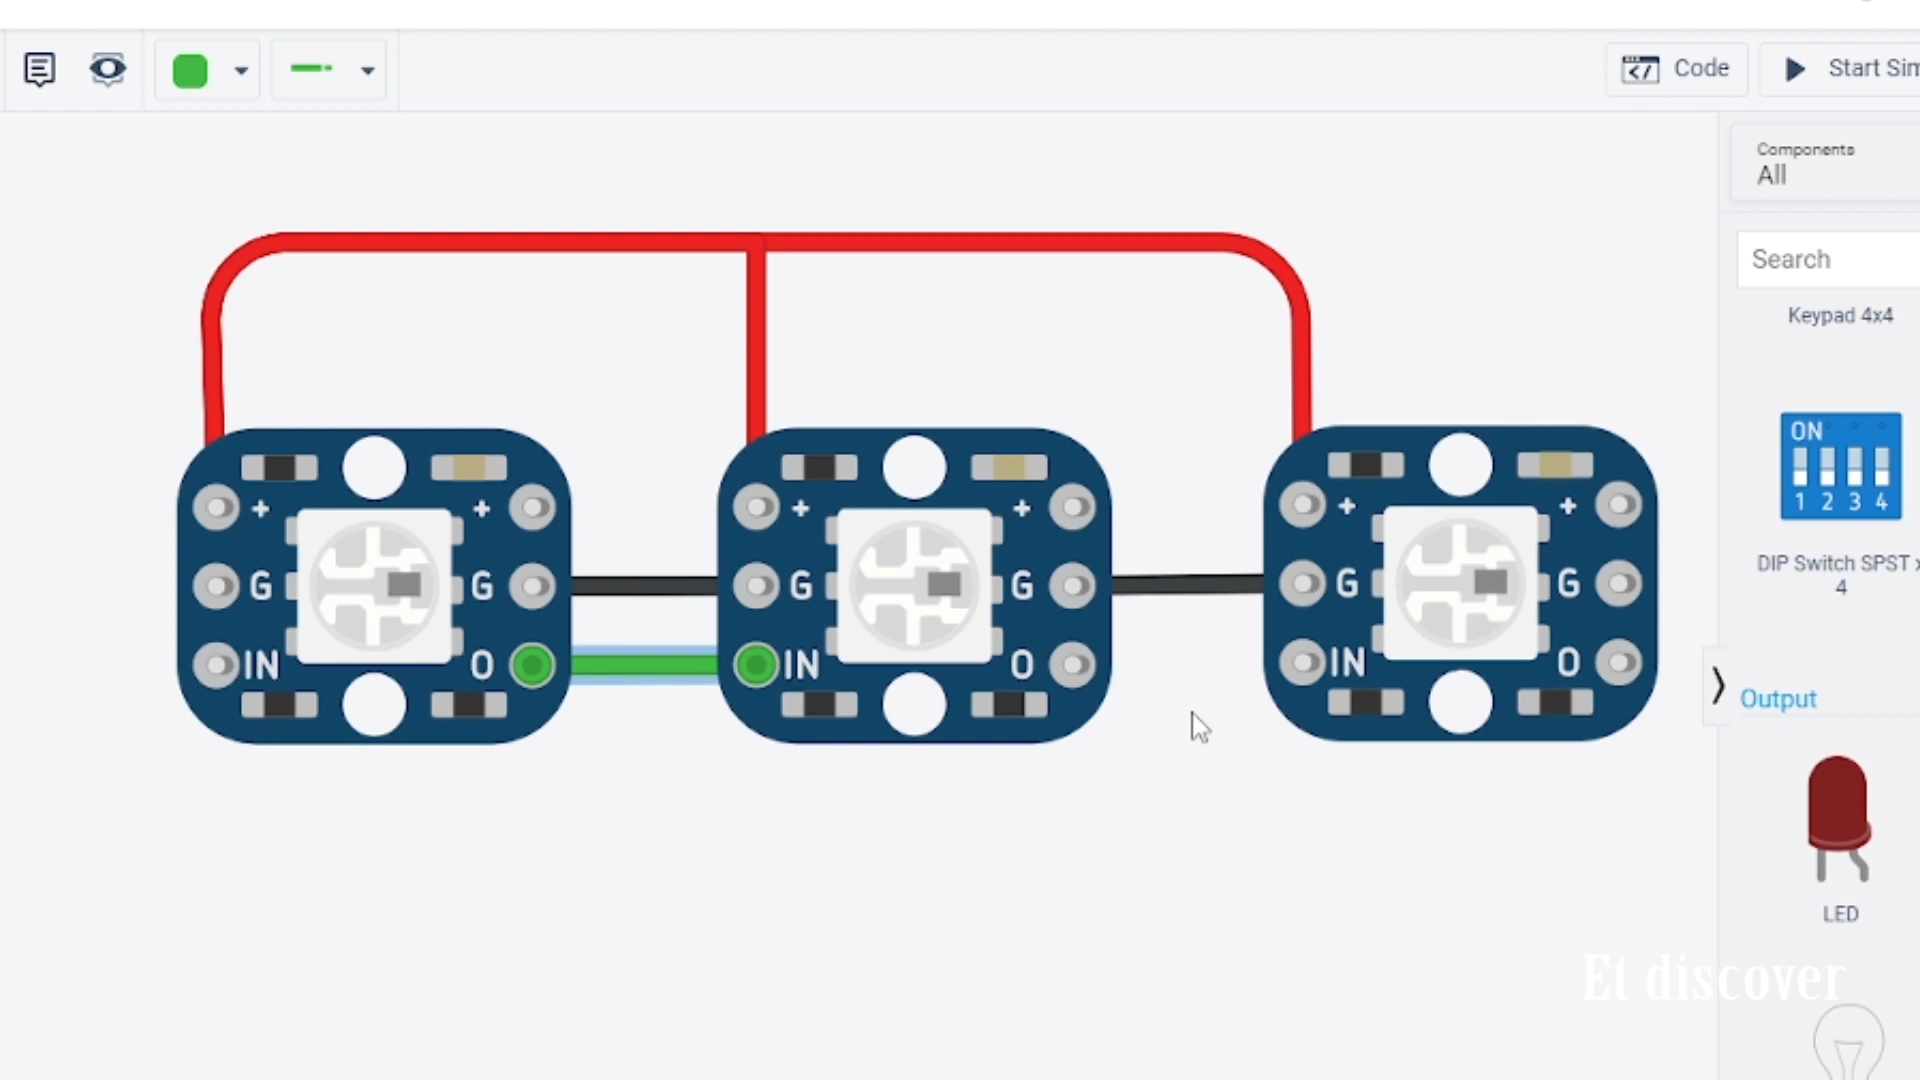 Code
Start Sim
Components
All
Search
Keypad 4x4
ON
1 2 3 4
DIP Switch SPST x
4
+ + + + + +
G G G G G G
IN O IN O IN O
Output
LED
Et discover